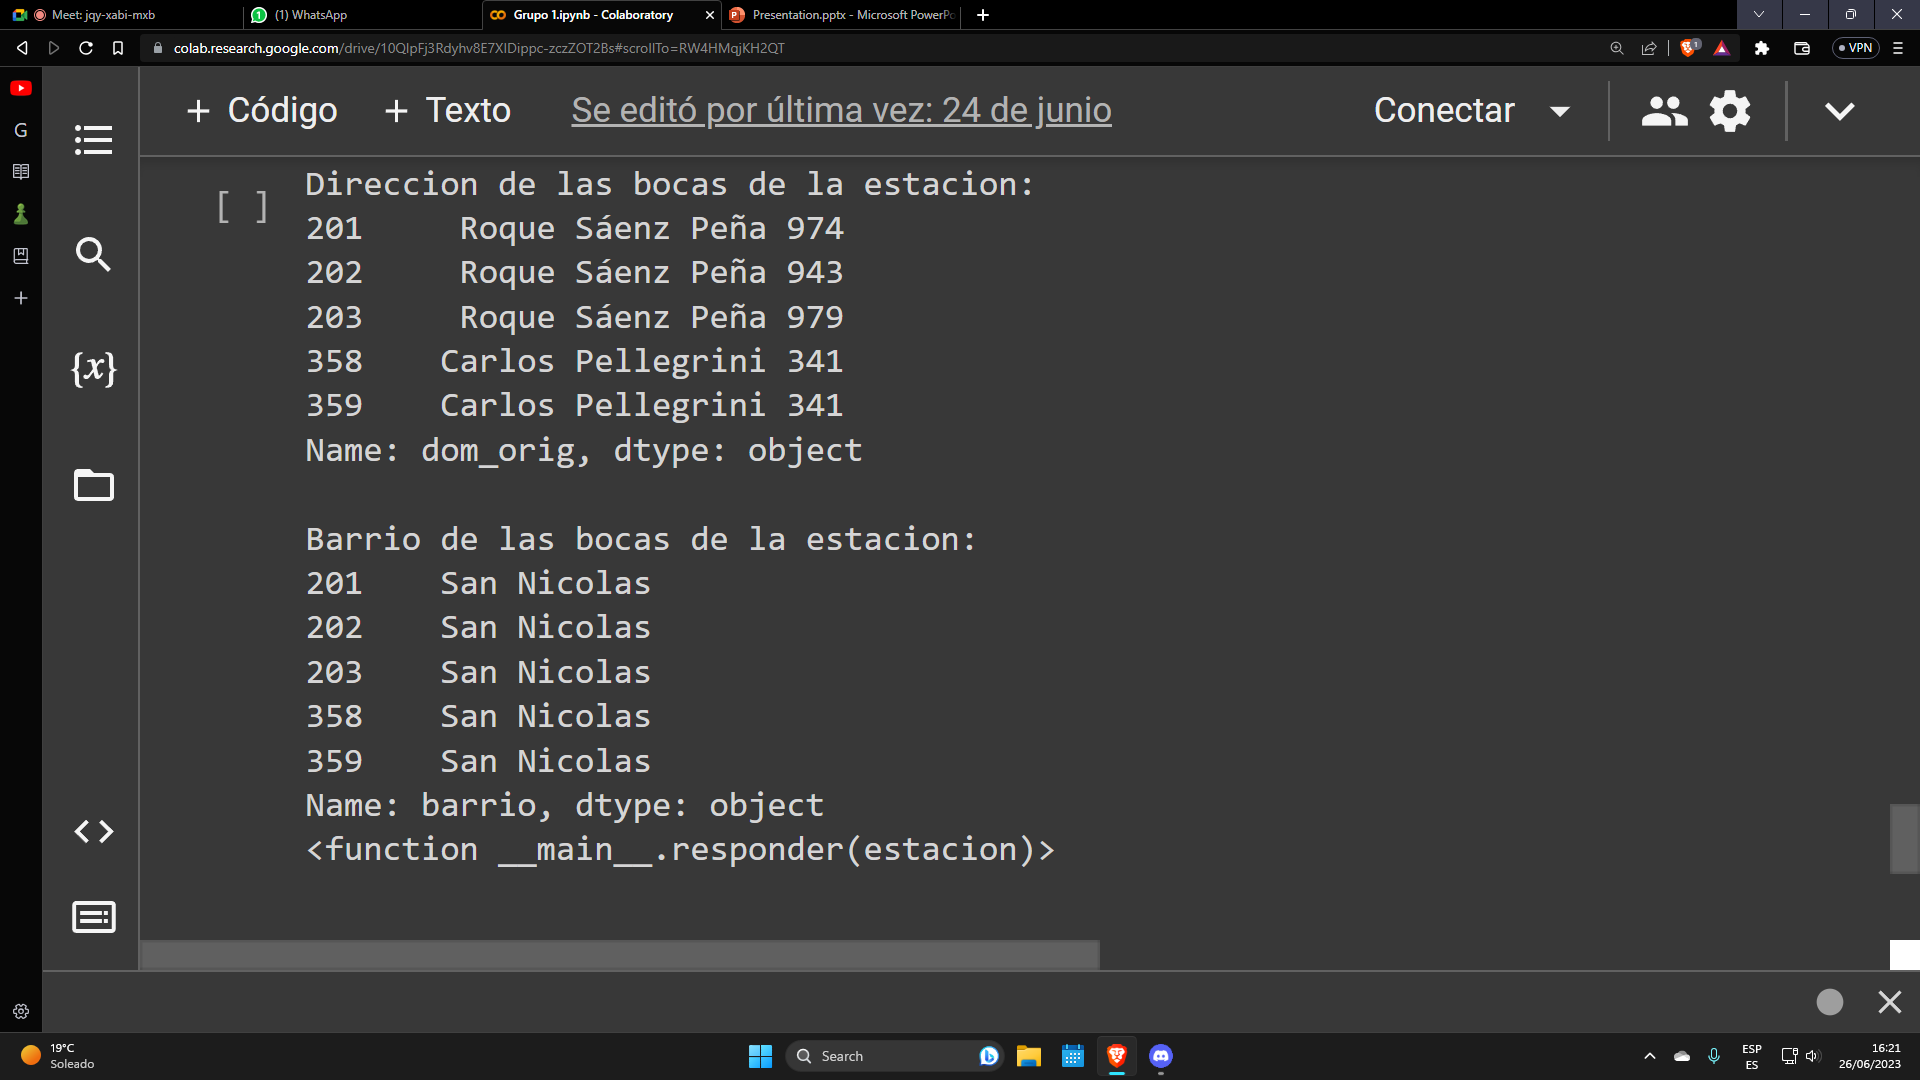 Meet: jqy-xabi-mxb
(1) WhatsApp
Grupo 1.ipynb - Colaboratory
Presentation.pptx - Microsoft PowerPo
colab.research.google.com/drive/10QlpFj3Rdyhv8E7XIDippc-zczZOT2Bs#scrollTo=RW4HMqjKH2QT
VPN
+ Código + Texto Se editó por última vez: 24 de junio Conectar
[ ]
Direccion de las bocas de la estacion:
201 Roque Sáenz Peña 974
202 Roque Sáenz Peña 943
203 Roque Sáenz Peña 979
358 Carlos Pellegrini 341
359 Carlos Pellegrini 341
Name: dom_orig, dtype: object
Barrio de las bocas de la estacion:
201 San Nicolas
202 San Nicolas
203 San Nicolas
358 San Nicolas
359 San Nicolas
Name: barrio, dtype: object
<function __main__.responder(estacion)>
{x}
19°C
Soleado
Search
ESP
ES
16:21
26/06/2023